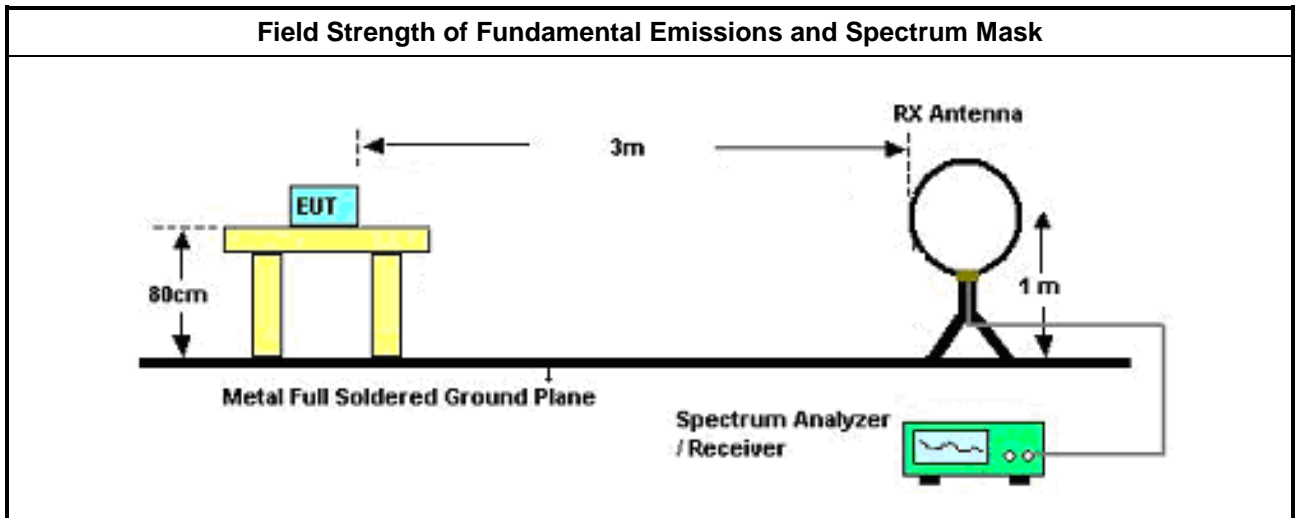 Field Strength of Fundamental Emissions and Spectrum Mask
RX Antenna
3m
EUT
80cm
1 m
Metal Full Soldered Ground Plane
Spectrum Analyzer
/ Receiver